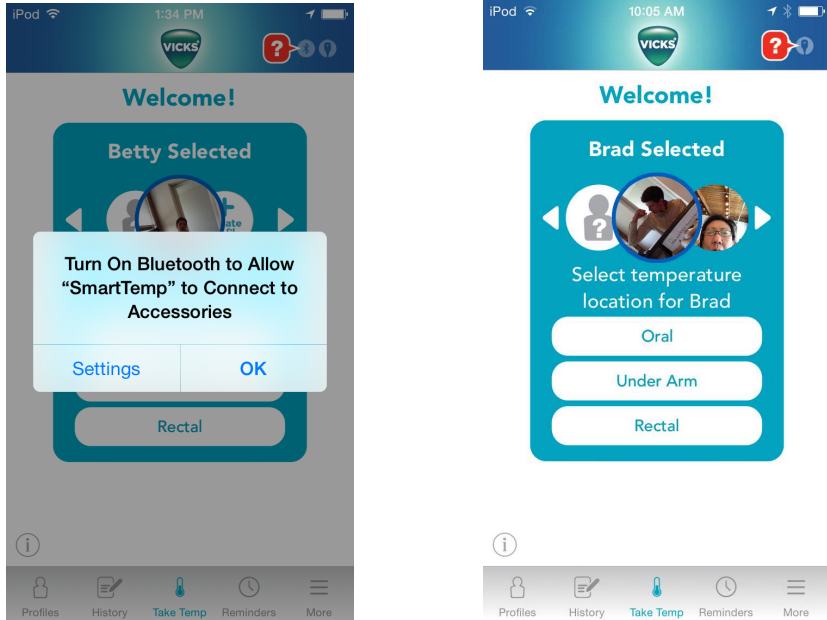 iPod 1:34 PM
VICKS
?
Welcome!
Betty Selected
?
ate
Turn On Bluetooth to Allow
“SmartTemp” to Connect to
Accessories
Settings OK
Rectal
i
Profiles History Take Temp Reminders More
iPod 10:05 AM
VICKS
?
Welcome!
Brad Selected
?
Select temperature
location for Brad
Oral
Under Arm
Rectal
i
Profiles History Take Temp Reminders More